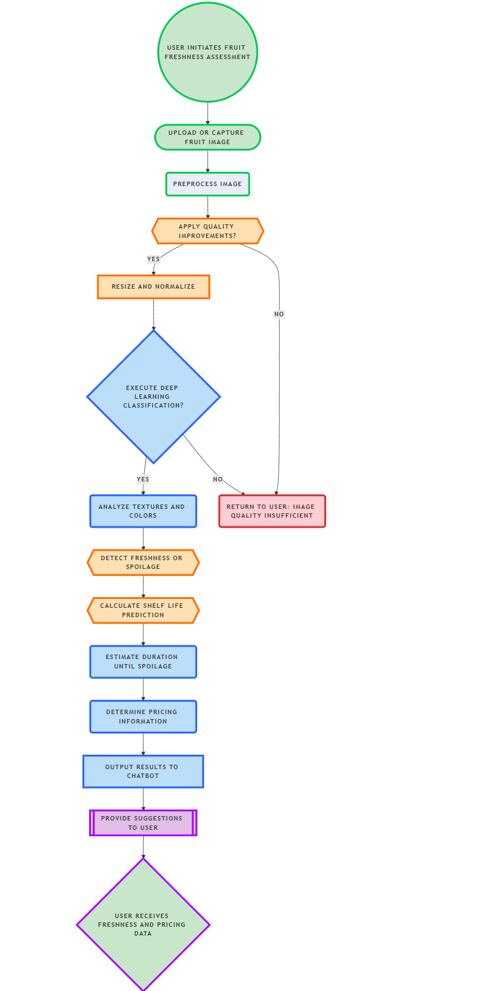 USER INITIATES FRUIT
FRESHNESS ASSESSMENT
UPLOAD OR CAPTURE
FRUIT IMAGE
PREPROCESS IMAGE
APPLY QUALITY
IMPROVEMENTS?
YES
RESIZE AND NORMALIZE
NO
EXECUTE DEEP
LEARNING
CLASSIFICATION?
YES
NO
ANALYZE TEXTURES AND
COLORS
RETURN TO USER: IMAGE
QUALITY INSUFFICIENT
DETECT FRESHNESS OR
SPOILAGE
CALCULATE SHELF LIFE
PREDICTION
ESTIMATE DURATION
UNTIL SPOILAGE
DETERMINE PRICING
INFORMATION
OUTPUT RESULTS TO
CHATBOT
PROVIDE SUGGESTIONS
TO USER
USER RECEIVES
FRESHNESS AND PRICING
DATA